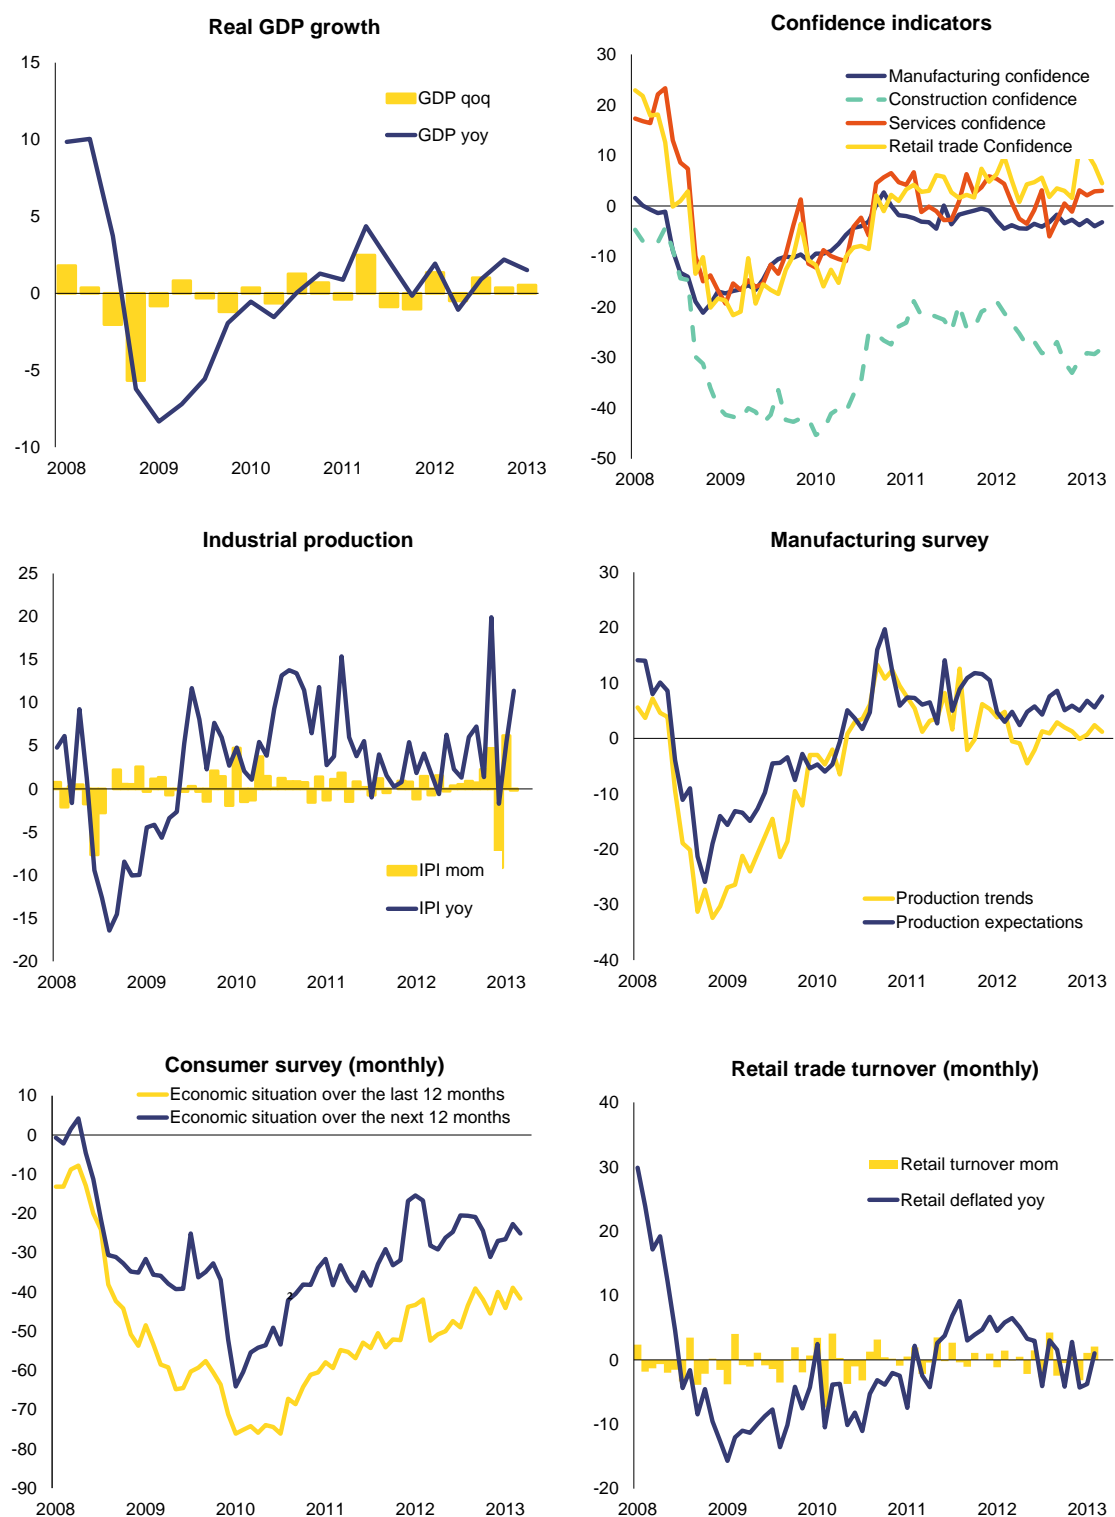 Real GDP growth
15
10
5
0
-5
-10
GDP qoq
GDP yoy
2008 2009 2010 2011 2012 2013
Confidence indicators
30
20
10
0
-10
-20
-30
-40
-50
Manufacturing confidence
Construction confidence
Services confidence
Retail trade Confidence
2008 2009 2010 2011 2012 2013
Industrial production
25
20
15
10
5
0
-5
-10
-15
-20
IPI mom
IPI yoy
2008 2009 2010 2011 2012 2013
Manufacturing survey
30
20
10
0
-10
-20
-30
-40
Production trends
Production expectations
2008 2009 2010 2011 2012 2013
Consumer survey (monthly)
10
0
-10
-20
-30
-40
-50
-60
-70
-80
-90
Economic situation over the last 12 months
Economic situation over the next 12 months
2008 2009 2010 2011 2012 2013
Retail trade turnover (monthly)
40
30
20
10
0
-10
-20
Retail turnover mom
Retail deflated yoy
2008 2009 2010 2011 2012 2013